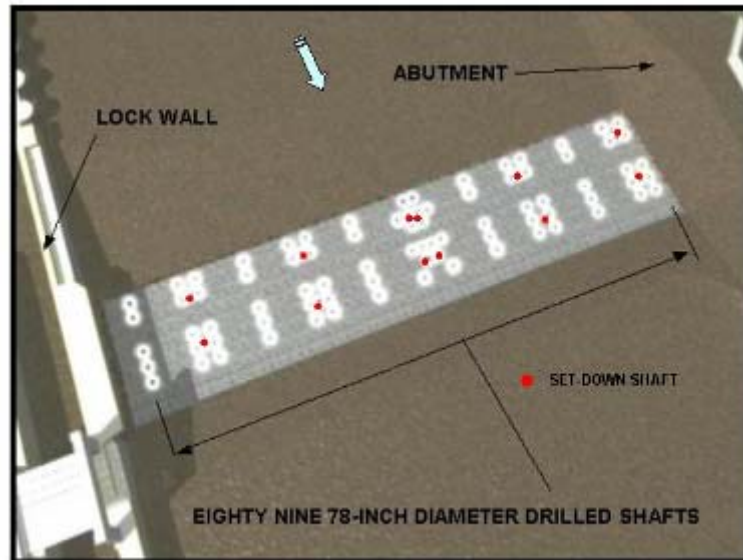 ABUTMENT
LOCK WALL
SET-DOWN SHAFT
EIGHTY NINE 78-INCH DIAMETER DRILLED SHAFTS